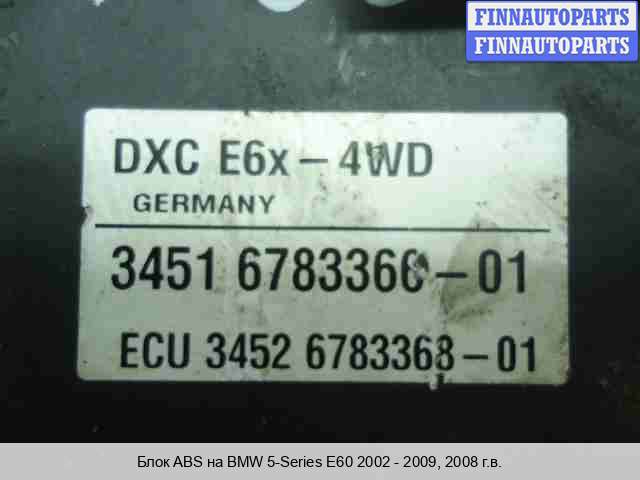 FINNAUTOPARTS
FINNAUTOPARTS
DXC E6x-4WD
GERMANY
3451 6783366-01
ECU 3452 6783368-01
Блок ABS на BMW 5-Series E60 2002 - 2009, 2008 г.в.